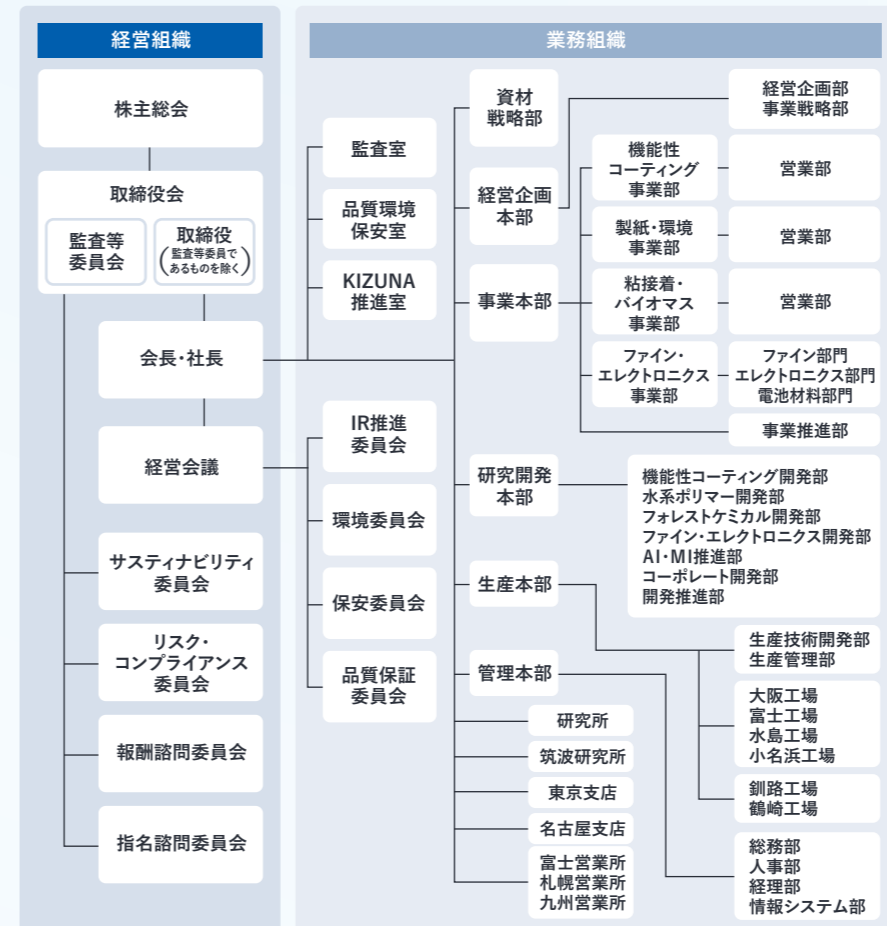 経営組織
株主総会
取締役会
監査等
委員会
取締役
(監査等委員で
あるものを除く)
会長・社長
経営会議
サスティナビリティ
委員会
リスク・
コンプライアンス
委員会
報酬諮問委員会
指名諮問委員会
業務組織
監査室
品質環境
保安室
KIZUNA
推進室
IR推進
委員会
環境委員会
保安委員会
品質保証
委員会
資材
戦略部
経営企画
本部
経営企画部
事業戦略部
事業本部
機能性
コーティング
事業部
営業部
製紙・環境
事業部
営業部
粘接着・
バイオマス
事業部
営業部
ファイン・
エレクトロニクス
事業部
ファイン部門
エレクトロニクス部門
電池材料部門
事業推進部
研究開発
本部
機能性コーティング開発部
水系ポリマー開発部
フォレストケミカル開発部
ファイン・エレクトロニクス開発部
AI・MI推進部
コーポレート開発部
開発推進部
生産本部
生産技術開発部
生産管理部
大阪工場
富士工場
水島工場
小名浜工場
釧路工場
鶴崎工場
管理本部
総務部
人事部
経理部
情報システム部
研究所
筑波研究所
東京支店
名古屋支店
富士営業所
札幌営業所
九州営業所